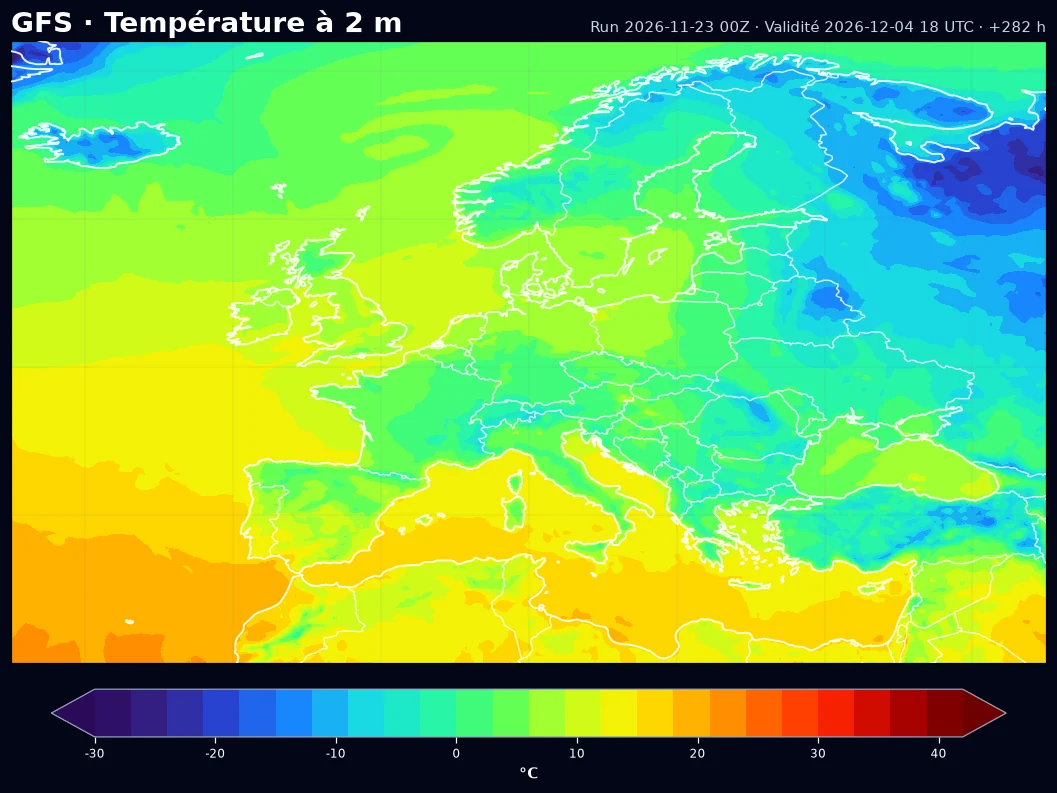 GFS · Température à 2 m
Run 2026-11-23 00Z · Validité 2026-12-04 18 UTC · +282 h
-30 -20 -10 0 10 20 30 40
°C